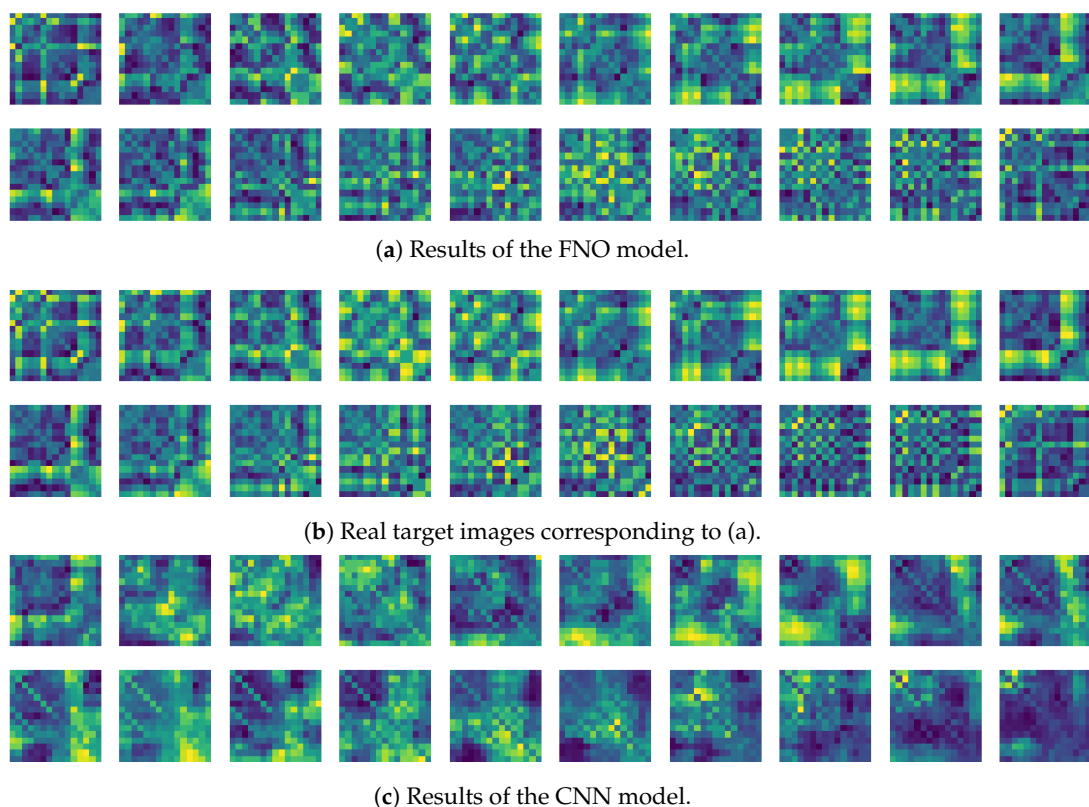 (a) Results of the FNO model.
(b) Real target images corresponding to (a).
(c) Results of the CNN model.